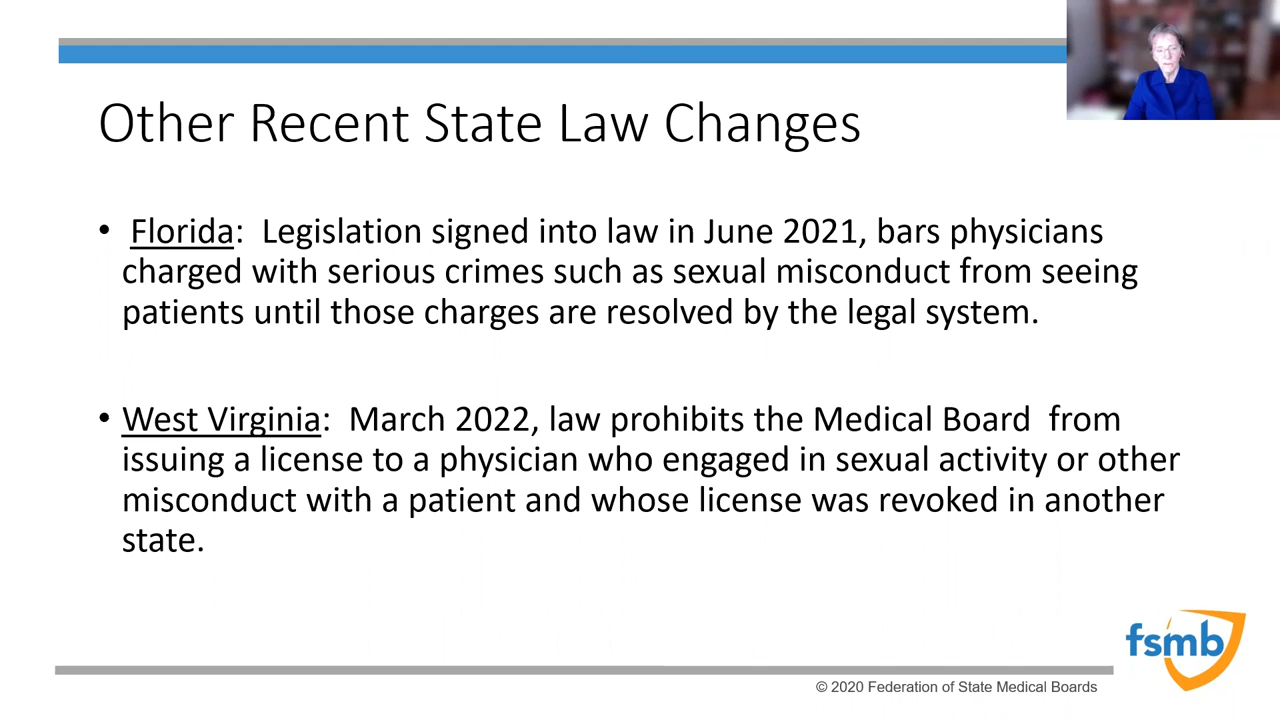 Other Recent State Law Changes
• Florida: Legislation signed into law in June 2021, bars physicians
charged with serious crimes such as sexual misconduct from seeing
patients until those charges are resolved by the legal system.
• West Virginia: March 2022, law prohibits the Medical Board from
issuing a license to a physician who engaged in sexual activity or other
misconduct with a patient and whose license was revoked in another
state.
fsmb
© 2020 Federation of State Medical Boards